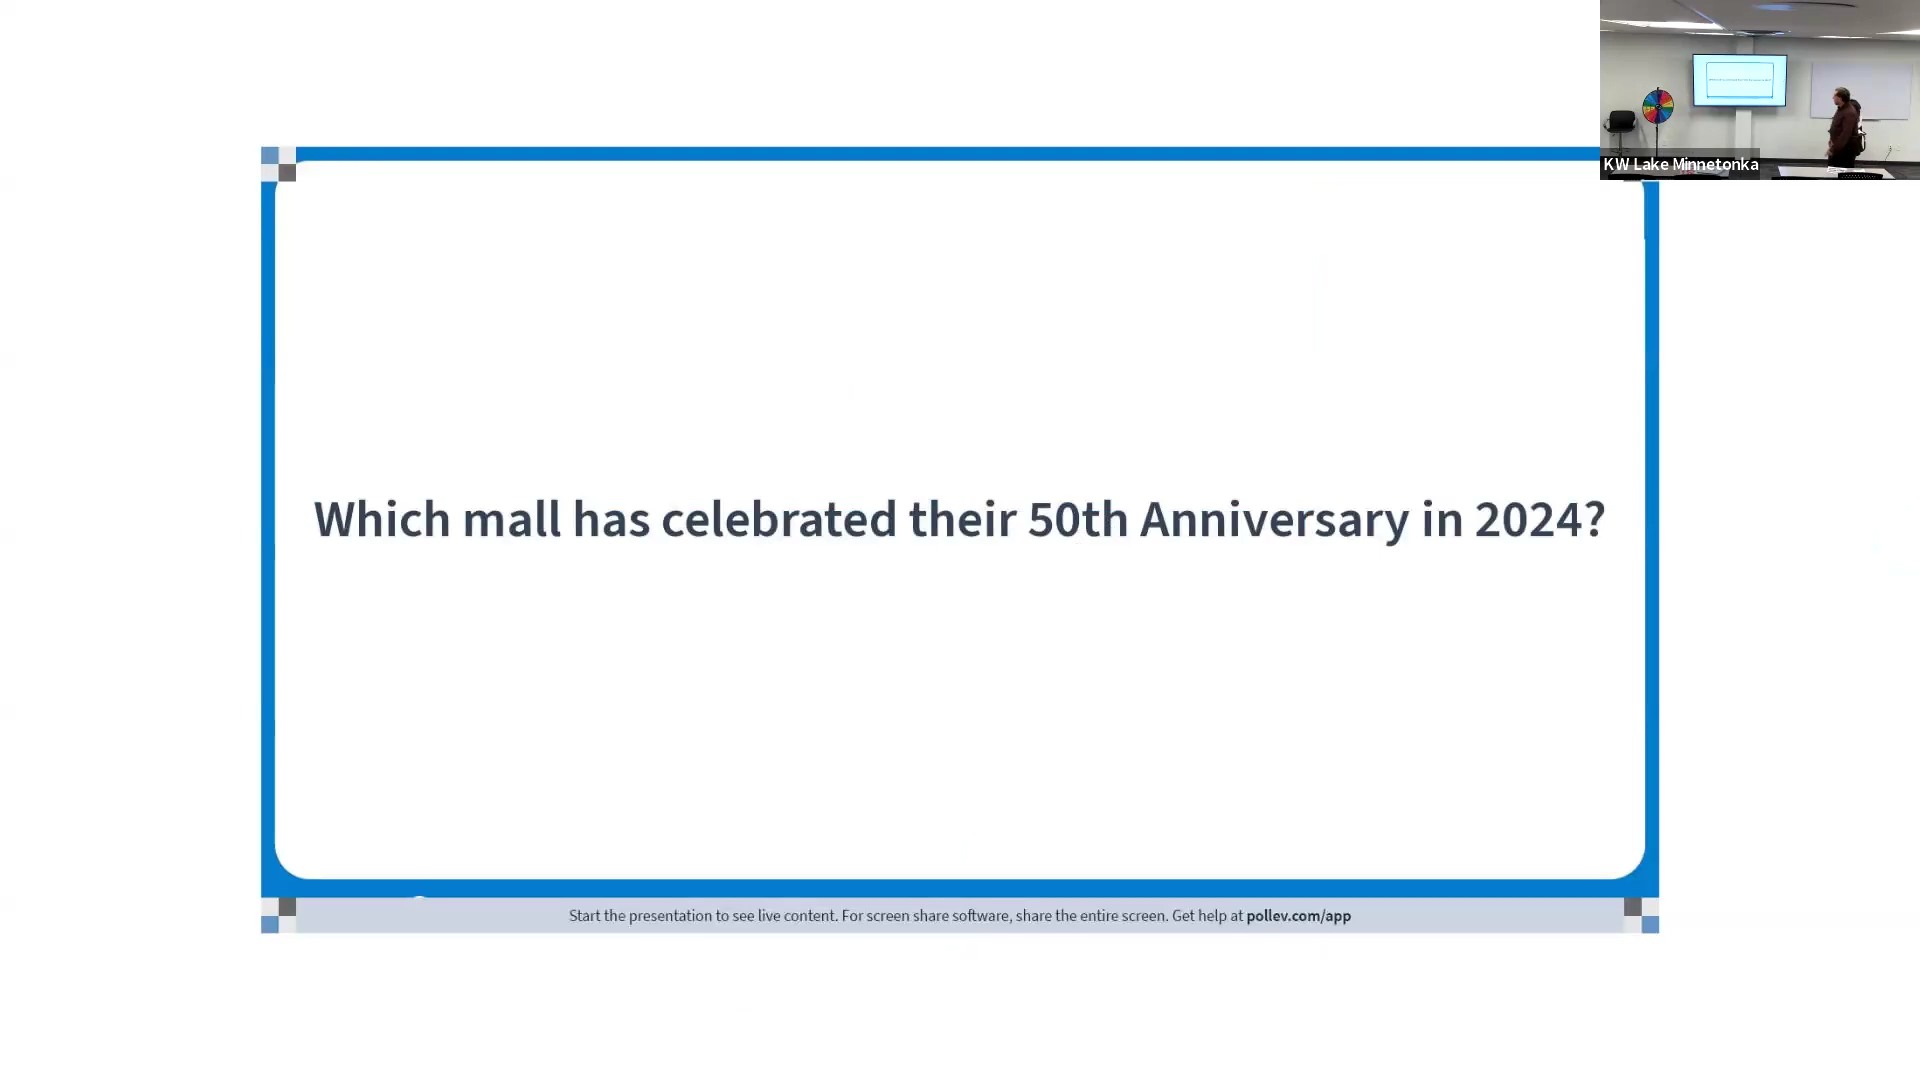 KW Lake Minnetonka
Which mall has celebrated their 50th Anniversary in 2024?
Start the presentation to see live content. For screen share software, share the entire screen. Get help at pollev.com/app